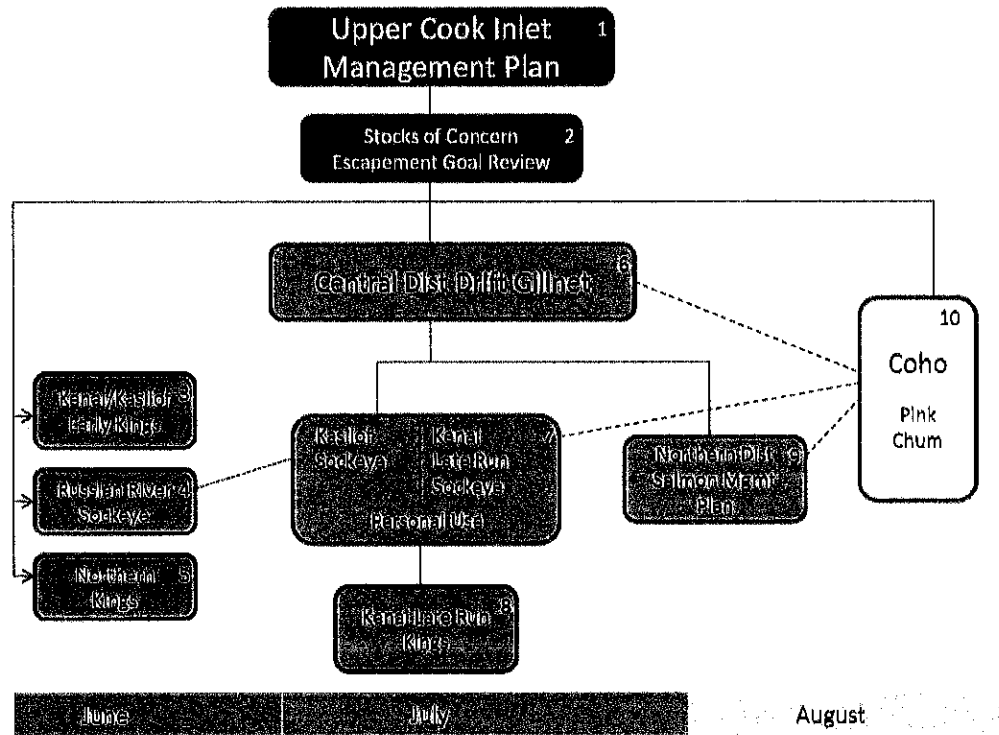 Upper Cook Inlet 1
Management Plan
Stocks of Concern 2
Escapement Goal Review
Central Dist Drift Gillnet 6
10
Coho
Pink
Chum
Kenai/Kasilof 3
Early Kings
Russian River 4
Sockeye
Northern 5
Kings
Kasilof Kenai 7
Sockeye Late Run
Sockeye
Personal Use
Northern Dist 9
Salmon Mgmt
Plan
Kenai Late Run 8
Kings
June July August